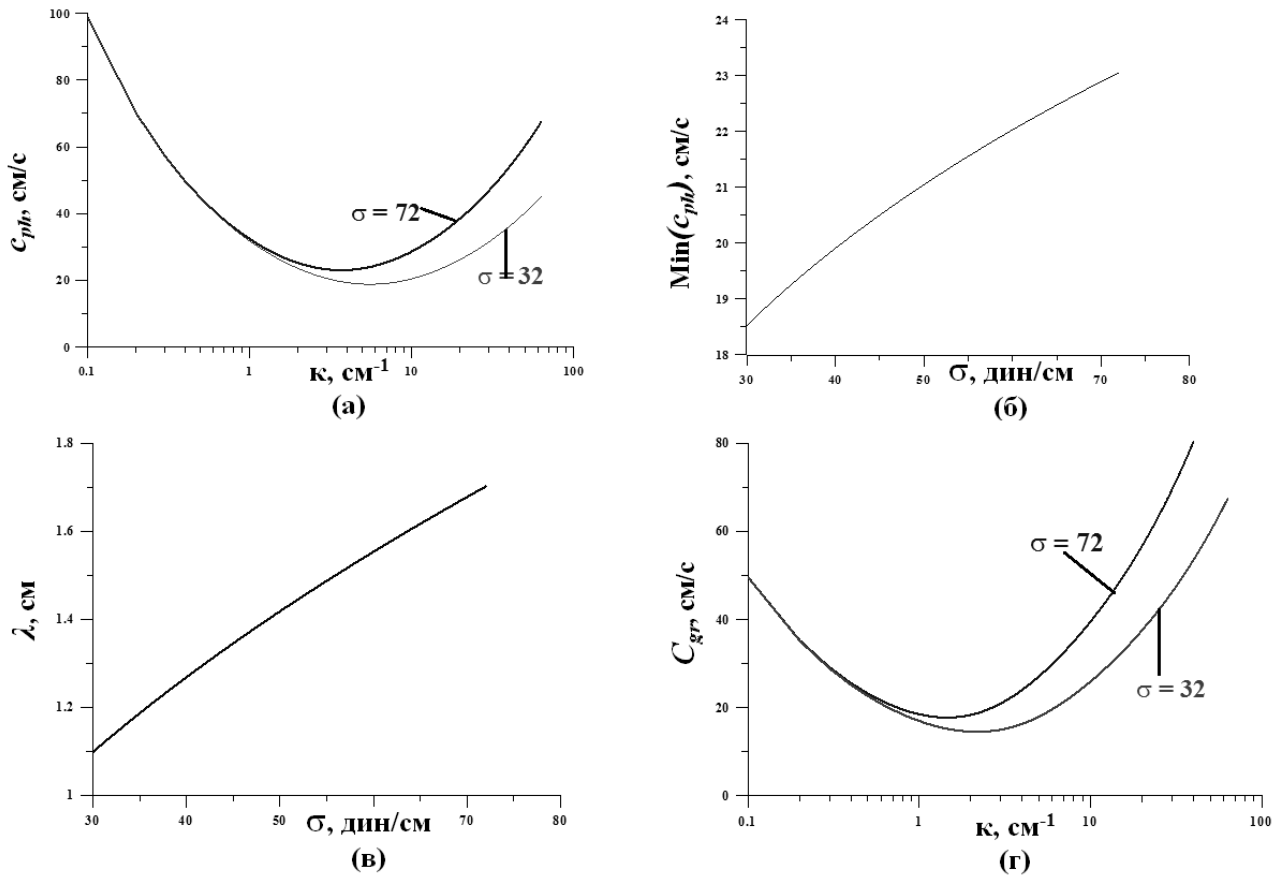 100
80
60
40
20
0
c_ph, см/с
σ = 72
σ = 32
0.1
1
10
100
к, см⁻¹
(а)
24
23
22
21
20
19
18
Min(c_ph), см/с
30
40
50
70
80
σ, дин/см
(б)
1.8
1.6
1.4
1.2
1
λ, см
30
40
50
70
80
σ, дин/см
(в)
80
60
40
20
0
C_gr, см/с
σ = 72
σ = 32
0.1
1
10
100
к, см⁻¹
(г)